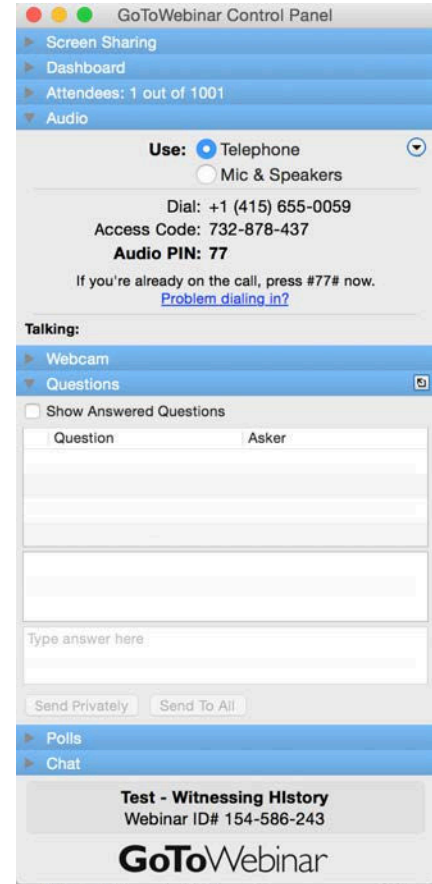 GoToWebinar Control Panel
Screen Sharing
Dashboard
Attendees: 1 out of 1001
Audio
Use: Telephone
Mic & Speakers
Dial: +1 (415) 655-0059
Access Code: 732-878-437
Audio PIN: 77
If you're already on the call, press #77# now.
Problem dialing in?
Talking:
Webcam
Questions
Show Answered Questions
Question Asker
Type answer here
Send Privately Send To All
Polls
Chat
Test - Witnessing HIstory
Webinar ID# 154-586-243
GoToWebinar